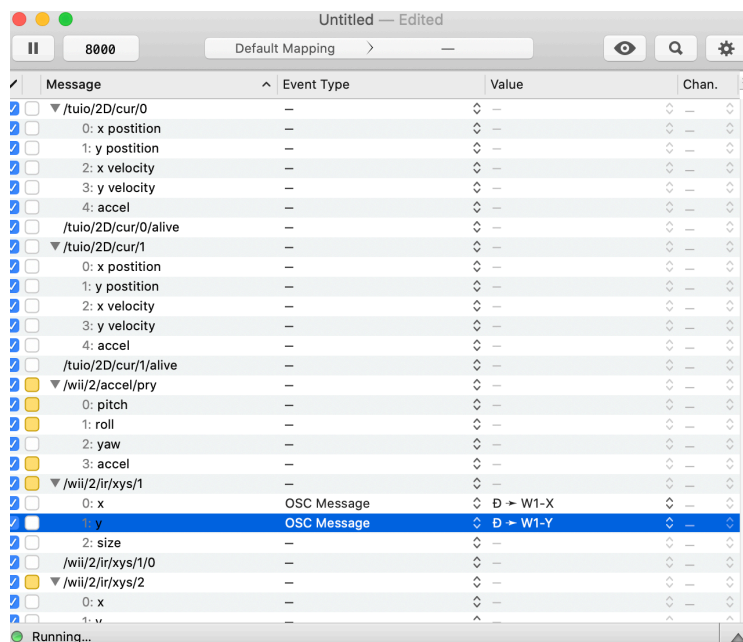 Untitled — Edited
8000 Default Mapping —
Message Event Type Value Chan.
/tuio/2D/cur/0 – – –
0: x postition – – –
1: y postition – – –
2: x velocity – – –
3: y velocity – – –
4: accel – – –
/tuio/2D/cur/0/alive – – –
/tuio/2D/cur/1 – – –
0: x postition – – –
1: y postition – – –
2: x velocity – – –
3: y velocity – – –
4: accel – – –
/tuio/2D/cur/1/alive – – –
/wii/2/accel/pry – – –
0: pitch – – –
1: roll – – –
2: yaw – – –
3: accel – – –
/wii/2/ir/xys/1 – – –
0: x OSC Message Đ ➛ W1-X –
1: y OSC Message Đ ➛ W1-Y –
2: size – – –
/wii/2/ir/xys/1/0 – – –
/wii/2/ir/xys/2 – – –
0: x – – –
1: y – – –
Running...